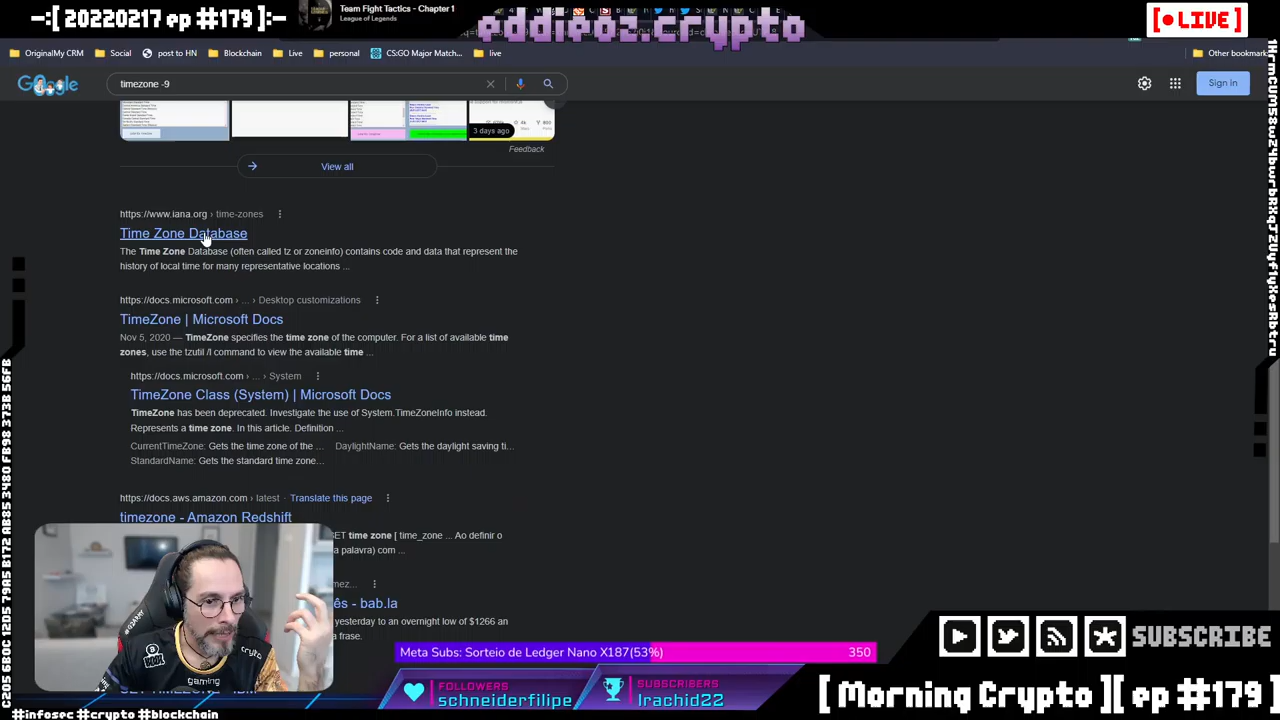 —:[ 20220217 ep #179 ]:—
Team Fight Tactics - Chapter 1
League of Legends
eddieoz.crypto
[●LIVE]
OriginalMy CRM
Social
post to HN
Blockchain
Live
personal
CS:GO Major Match...
live
Other bookmark
timezone -9
Sign in
3 days ago
Feedback
View all
https://www.iana.org › time-zones
Time Zone Database
The Time Zone Database (often called tz or zoneinfo) contains code and data that represent the
history of local time for many representative locations ...
https://docs.microsoft.com › ... › Desktop customizations
TimeZone | Microsoft Docs
Nov 5, 2020 — TimeZone specifies the time zone of the computer. For a list of available time
zones, use the tzutil /l command to view the available time ...
https://docs.microsoft.com › ... › System
TimeZone Class (System) | Microsoft Docs
TimeZone has been deprecated. Investigate the use of System.TimeZoneInfo instead.
Represents a time zone. In this article. Definition ...
CurrentTimeZone: Gets the time zone of the ... DaylightName: Gets the daylight saving ti...
StandardName: Gets the standard time zone...
https://docs.aws.amazon.com › latest · Translate this page
timezone - Amazon Redshift
ET time zone [ time_zone ... Ao definir o
a palavra) com ...
mez...
ês - bab.la
yesterday to an overnight low of $1266 an
a frase.
Meta Subs: Sorteio de Ledger Nano X187(53%) 350
FOLLOWERS
schneiderfilipe
SUBSCRIBERS
lrachid22
SUBSCRIBE
[ Morning Crypto ][ ep #179 ]
#infosec #crypto #blockchain